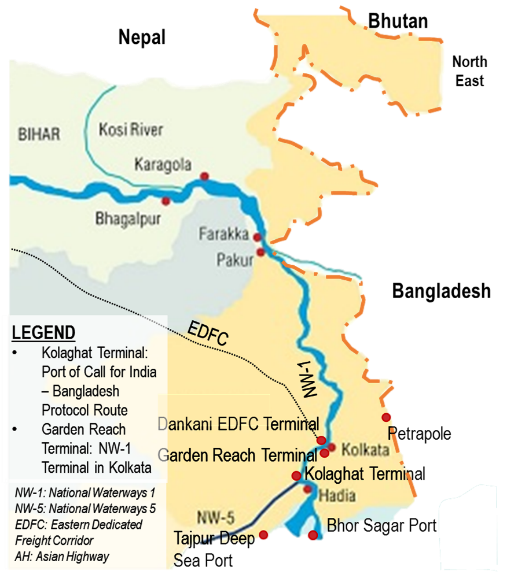 Bhutan
Nepal
North
East
BIHAR
Kosi River
Karagola
Bhagalpur
Farakka
Pakur
Bangladesh
EDFC
NW-1
LEGEND
• Kolaghat Terminal:
Port of Call for India
– Bangladesh
Protocol Route
• Garden Reach
Terminal: NW-1
Terminal in Kolkata
NW-1: National Waterways 1
NW-5: National Waterways 5
EDFC: Eastern Dedicated
Freight Corridor
AH: Asian Highway
Dankani EDFC Terminal
Petrapole
Kolkata
Garden Reach Terminal
Kolaghat Terminal
Hadia
NW-5
Bhor Sagar Port
Tajpur Deep
Sea Port